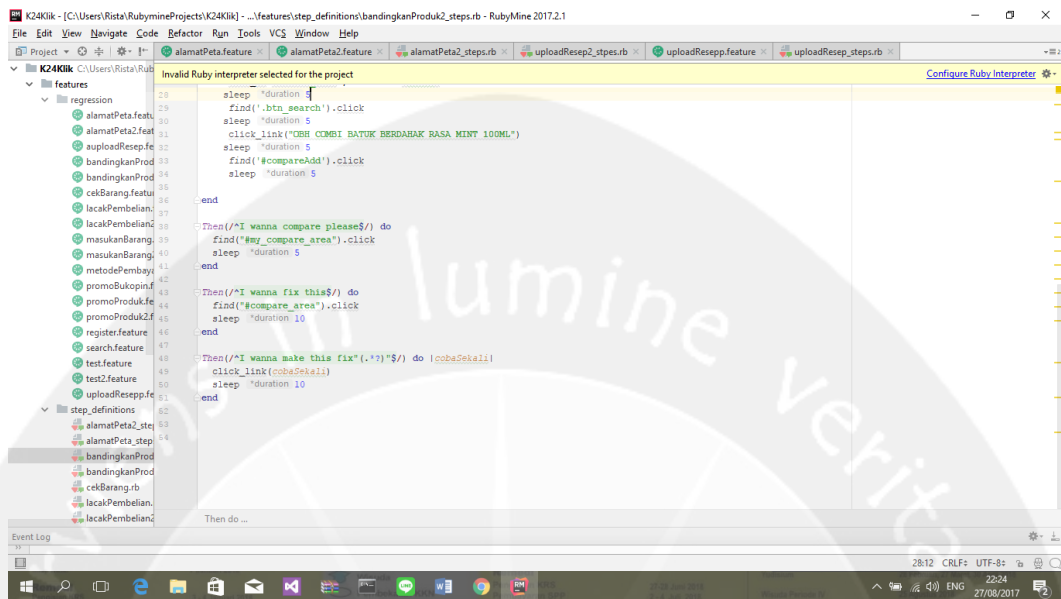 K24Klik - [C:\Users\Rista\RubymineProjects\K24Klik] - ...\features\step_definitions\bandingkanProduk2_steps.rb - RubyMine 2017.2.1
File Edit View Navigate Code Refactor Run Tools VCS Window Help
Project alamatPeta.feature alamatPeta2.feature alamatPeta2_steps.rb uploadResep2_stpes.rb uploadResepp.feature uploadResep_steps.rb
K24Klik C:\Users\Rista\Rub
Invalid Ruby interpreter selected for the project Configure Ruby Interpreter
features
regression
alamatPeta.featu
alamatPeta2.feat
aauploadResep.fe
bandingkanProd
bandingkanProd
cekBarang.featu
lacakPembelian.
lacakPembelian2
masukanBarang.
masukanBarang.
metodePembaya
promoBukopin.f
promoProduk.fe
promoProduk2.f
register.feature
search.feature
test.feature
test2.feature
uploadResepp.fe
step_definitions
alamatPeta2_step
alamatPeta_step
bandingkanProd
bandingkanProd
cekBarang.rb
lacakPembelian.
lacakPembelian2
28 sleep *duration 5
29 find('.btn_search').click
30 sleep *duration 5
31 click_link("OBH COMBI BATUK BERDAHAK RASA MINT 100ML")
32 sleep *duration 5
33 find('#compareAdd').click
34 sleep *duration 5
35
36 end
37
38 Then(/^I wanna compare please$/) do
39 find("#my_compare_area").click
40 sleep *duration 5
41 end
42
43 Then(/^I wanna fix this$/) do
44 find("#compare_area").click
45 sleep *duration 10
46 end
47
48 Then(/^I wanna make this fix"(.*?)"$/) do |cobaSekali|
49 click_link(cobaSekali)
50 sleep *duration 10
51 end
52
53
54
Then do ...
Event Log
28:12 CRLF UTF-8
ENG
22:24
27/08/2017
in lumine veritas